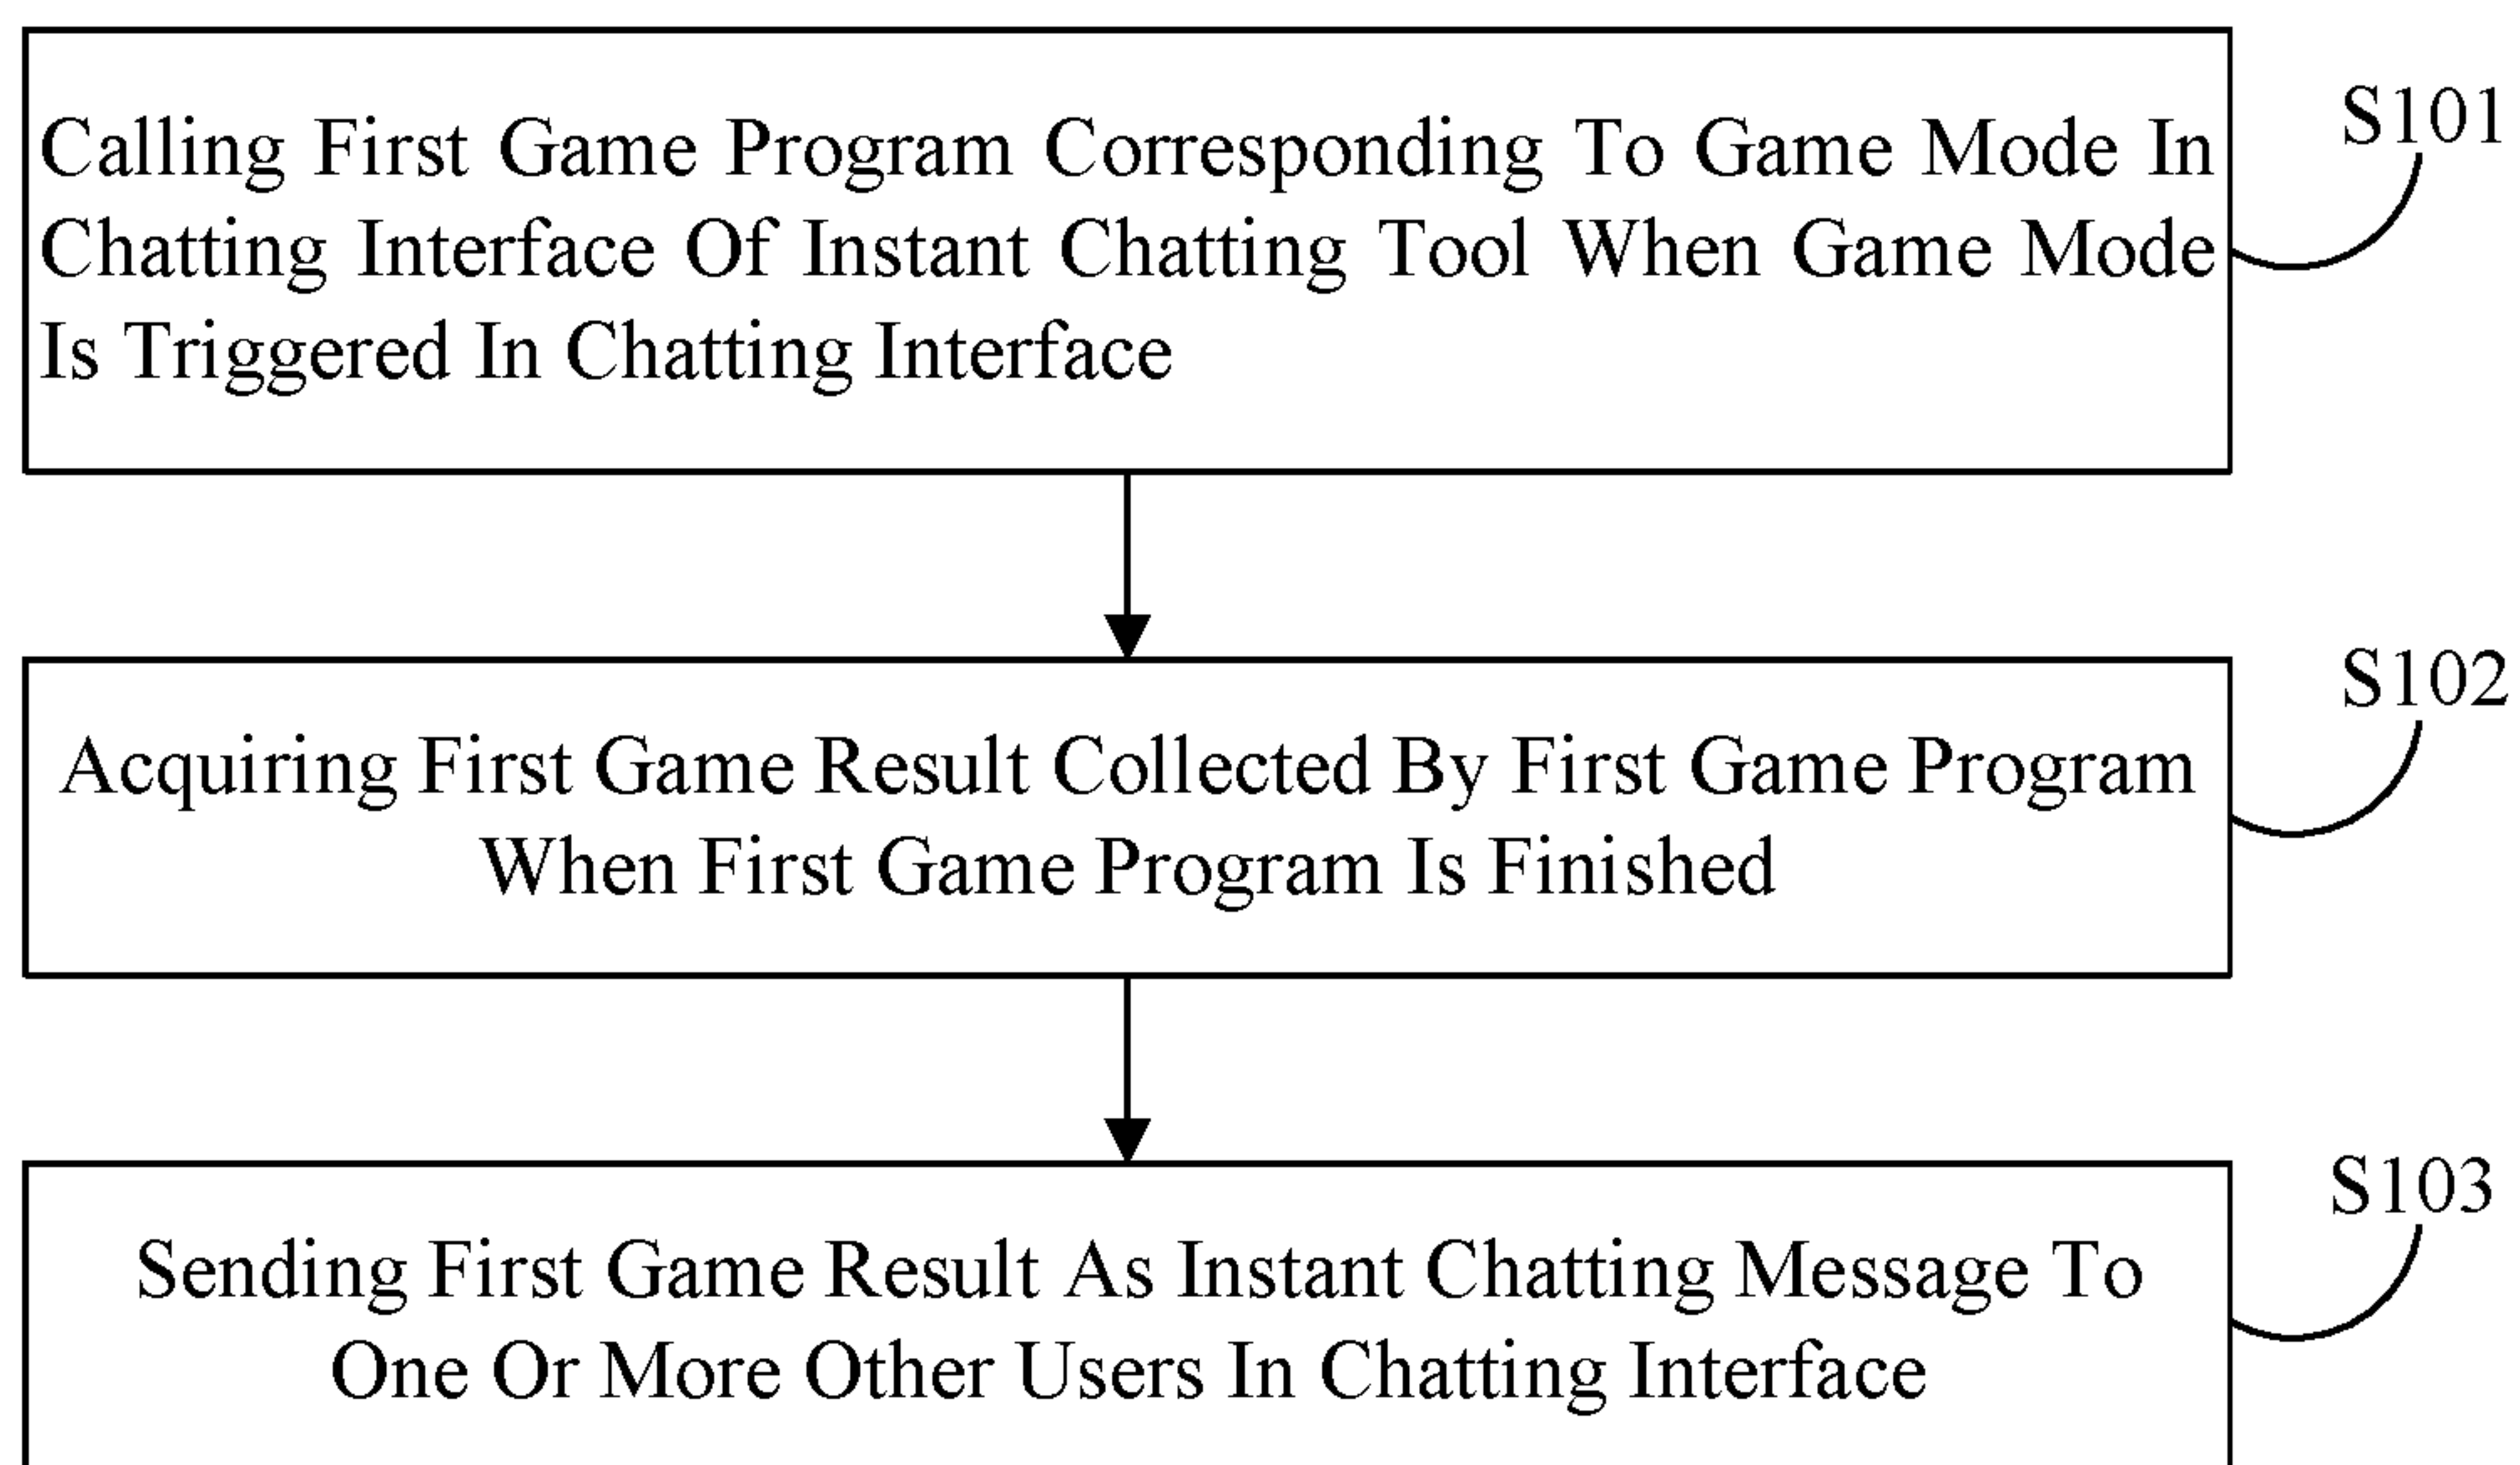 Calling First Game Program Corresponding To Game Mode In
Chatting Interface Of Instant Chatting Tool When Game Mode
Is Triggered In Chatting Interface
S101
Acquiring First Game Result Collected By First Game Program
When First Game Program Is Finished
S102
Sending First Game Result As Instant Chatting Message To
One Or More Other Users In Chatting Interface
S103